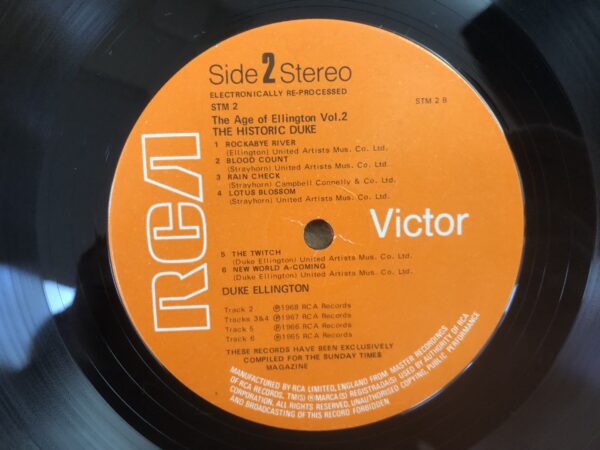 Side 2 Stereo
ELECTRONICALLY RE-PROCESSED
STM 2
STM 2 B
The Age of Ellington Vol.2
THE HISTORIC DUKE
1 ROCKABYE RIVER
(Ellington) United Artists Mus. Co. Ltd.
2 BLOOD COUNT
(Strayhorn) United Artists Mus. Co. Ltd.
3 RAIN CHECK
(Strayhorn) Campbell Connelly & Co. Ltd.
4 LOTUS BLOSSOM
(Strayhorn) United Artists Mus. Co. Ltd.
RCA
Victor
5 THE TWITCH
(Duke Ellington) United Artists Mus. Co. Ltd.
6 NEW WORLD A-COMING
(Duke Ellington) United Artists Mus. Co. Ltd.
DUKE ELLINGTON
Track 2 ℗1968 RCA Records
Tracks 3&4 ℗1967 RCA Records
Track 5 ℗1966 RCA Records
Track 6 ℗1965 RCA Records
THESE RECORDS HAVE BEEN EXCLUSIVELY
COMPILED FOR THE SUNDAY TIMES
MAGAZINE
MANUFACTURED BY RCA LIMITED, ENGLAND FROM MASTER RECORDINGS
OF RCA RECORDS. TM(S) ® MARCA(S) REGISTRADA(S) USED BY AUTHORITY OF RCA
CORPORATION. ALL RIGHTS RESERVED. UNAUTHORISED COPYING, PUBLIC PERFORMANCE
AND BROADCASTING OF THIS RECORD FORBIDDEN